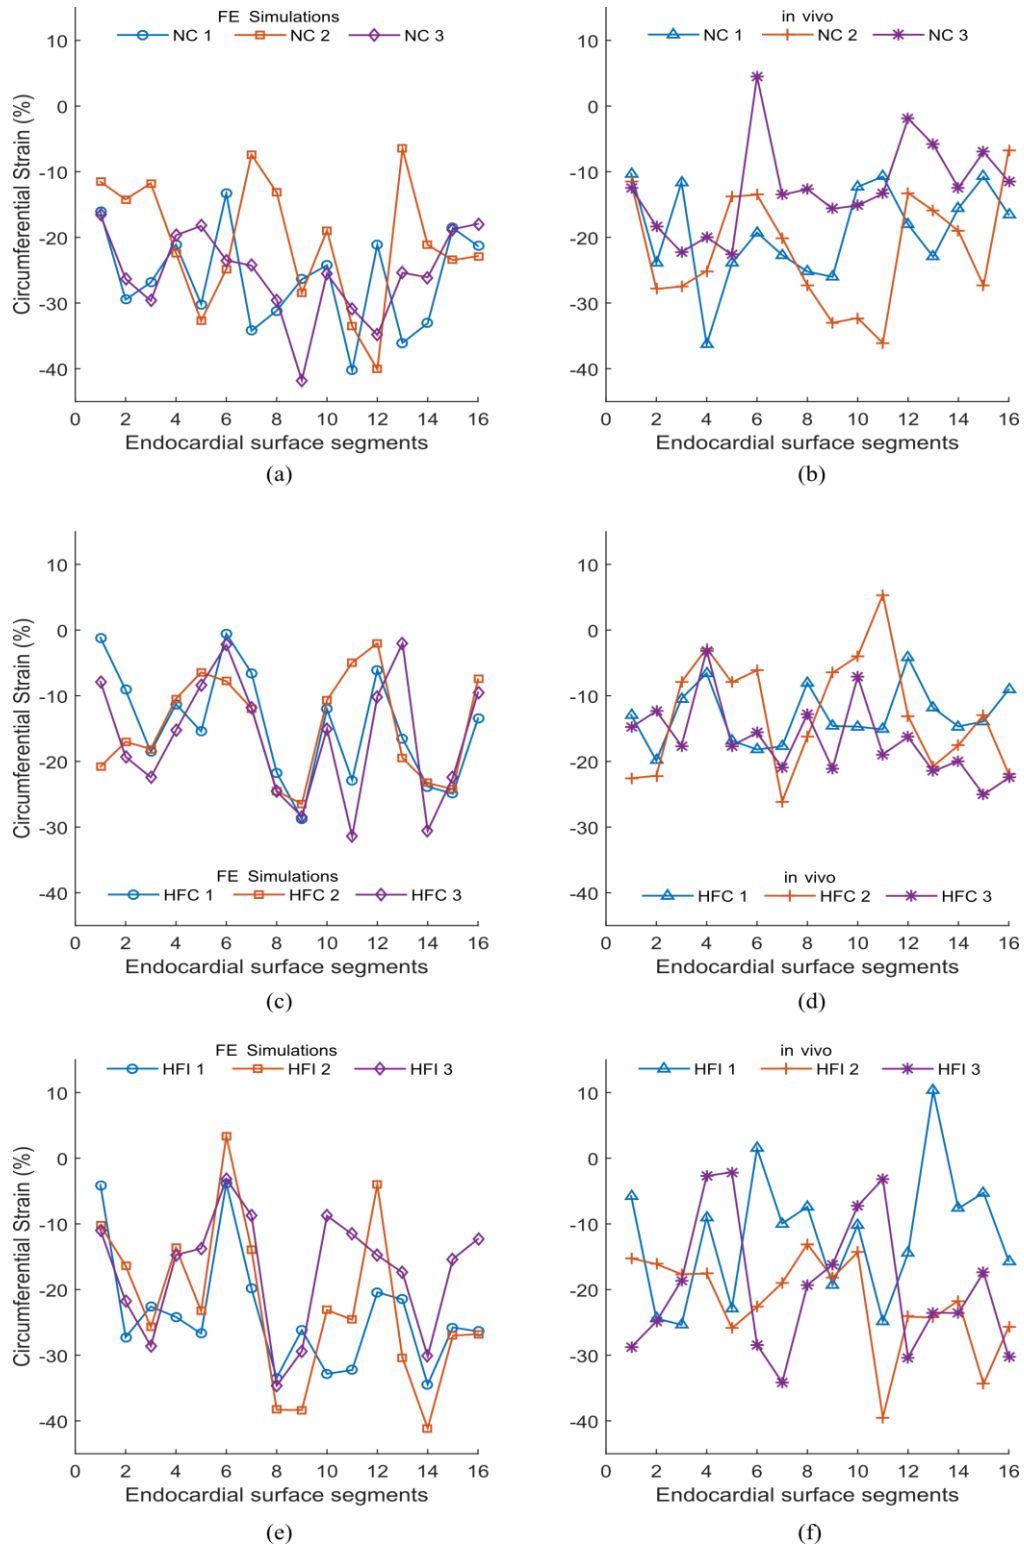 FE Simulations
NC 1 NC 2 NC 3
10
0
-10
-20
-30
-40
Circumferential Strain (%)
0 2 4 6 8 10 12 14 16
Endocardial surface segments
(a)
in vivo
NC 1 NC 2 NC 3
10
0
-10
-20
-30
-40
Circumferential Strain (%)
0 2 4 6 8 10 12 14 16
Endocardial surface segments
(b)
10
0
-10
-20
-30
-40
Circumferential Strain (%)
FE Simulations
HFC 1 HFC 2 HFC 3
0 2 4 6 8 10 12 14 16
Endocardial surface segments
(c)
10
0
-10
-20
-30
-40
Circumferential Strain (%)
in vivo
HFC 1 HFC 2 HFC 3
0 2 4 6 8 10 12 14 16
Endocardial surface segments
(d)
FE Simulations
HFI 1 HFI 2 HFI 3
10
0
-10
-20
-30
-40
Circumferential Strain (%)
0 2 4 6 8 10 12 14 16
Endocardial surface segments
(e)
in vivo
HFI 1 HFI 2 HFI 3
10
0
-10
-20
-30
-40
Circumferential Strain (%)
0 2 4 6 8 10 12 14 16
Endocardial surface segments
(f)